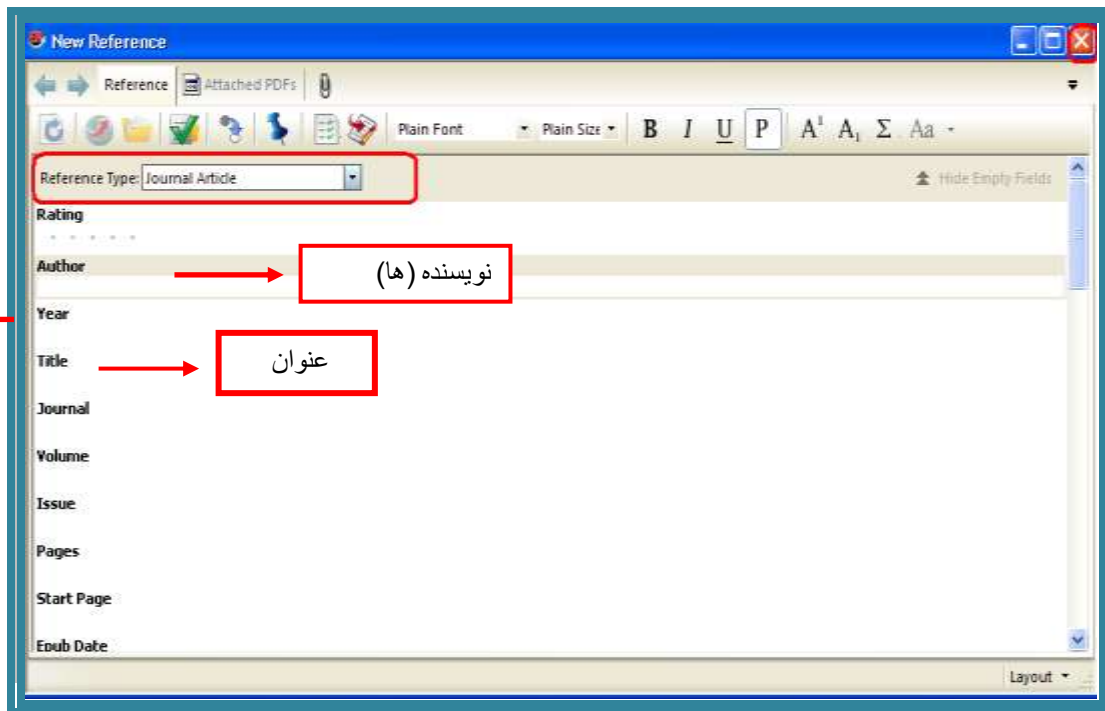 New Reference
Reference Attached PDFs
Plain Font Plain Size B I U P A¹ A₁ Σ Aa
Reference Type: Journal Article Hide Empty Fields
Rating
Author
نویسنده (ها)
Year
Title
عنوان
Journal
Volume
Issue
Pages
Start Page
Epub Date
Layout